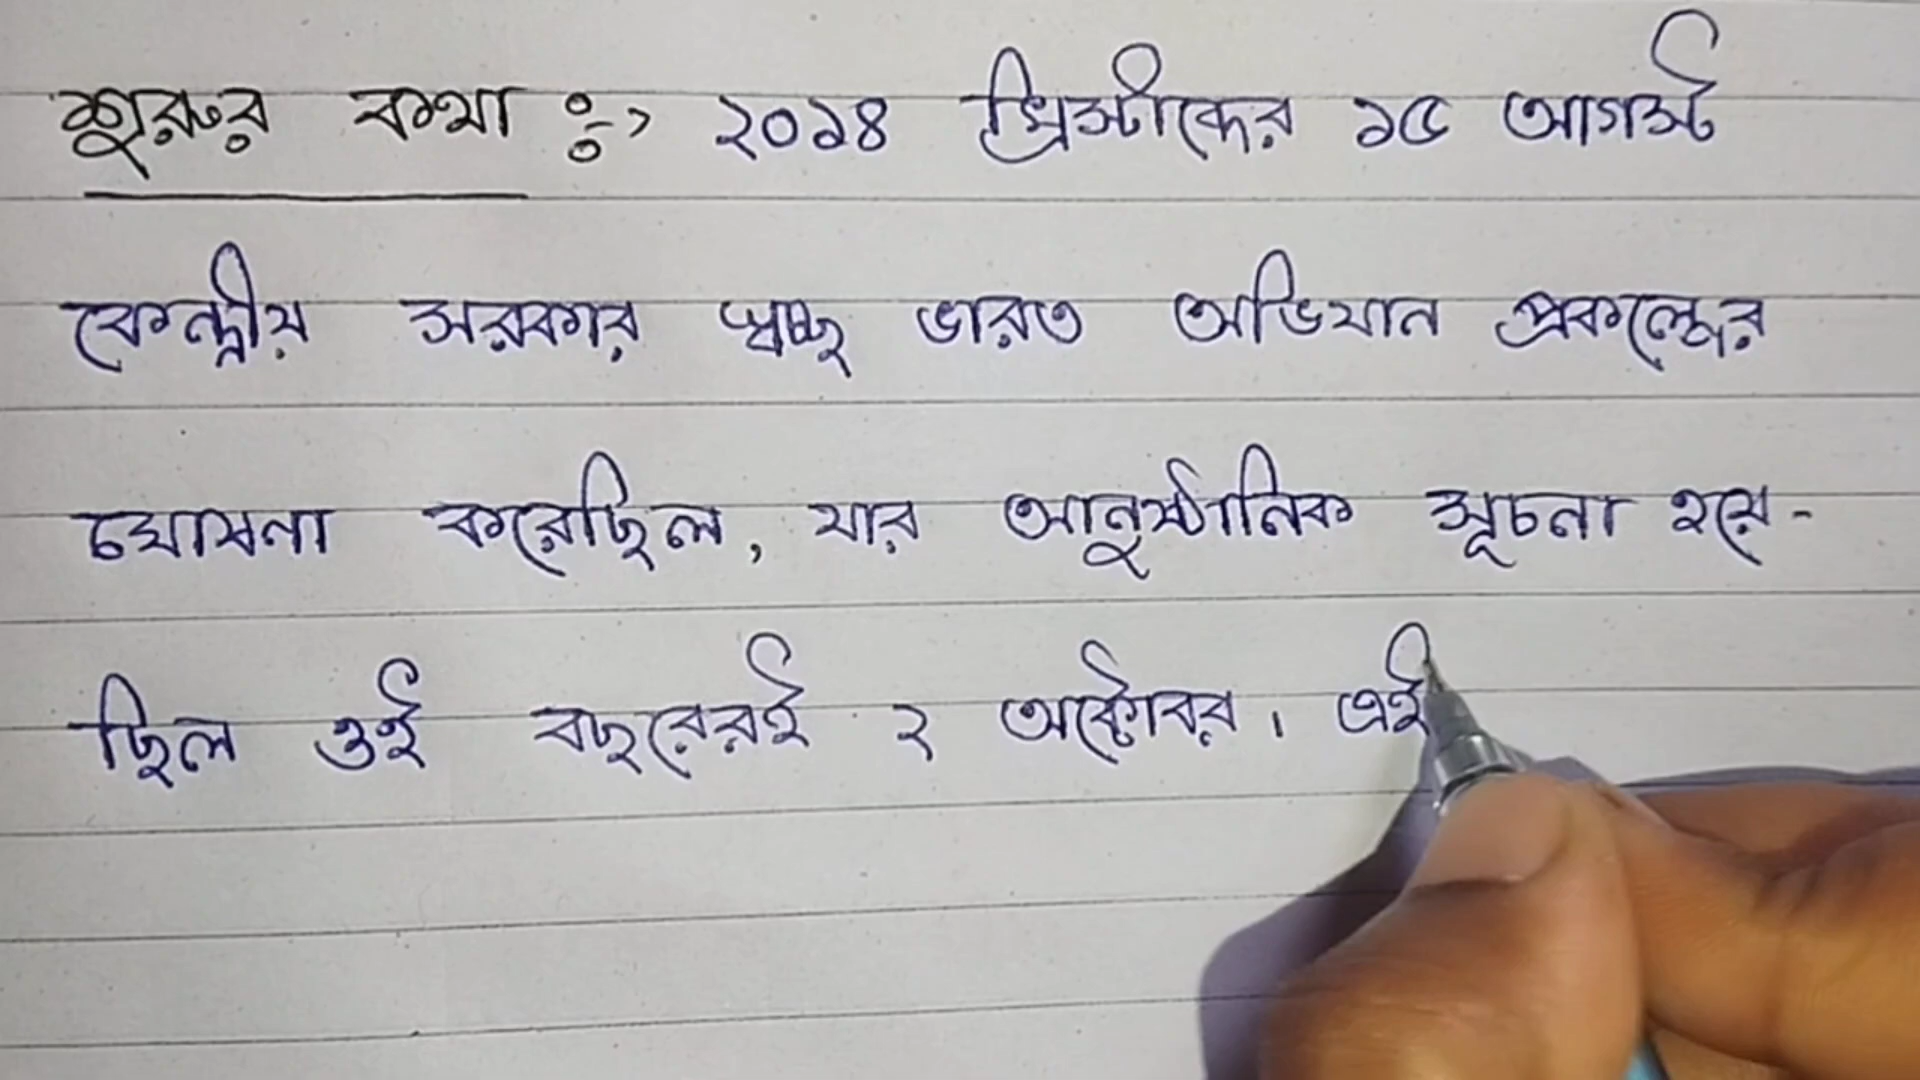 শুরুর কথা :-> ২০১৪ খ্রিস্টাব্দের ১৫ আগস্ট
কেন্দ্রীয় সরকার স্বচ্ছ ভারত অভিযান প্রকল্পের
ঘোষনা করেছিল, যার আনুষ্ঠানিক সূচনা হয়ে-
ছিল ওই বছরেরই ২ অক্টোবর। এই